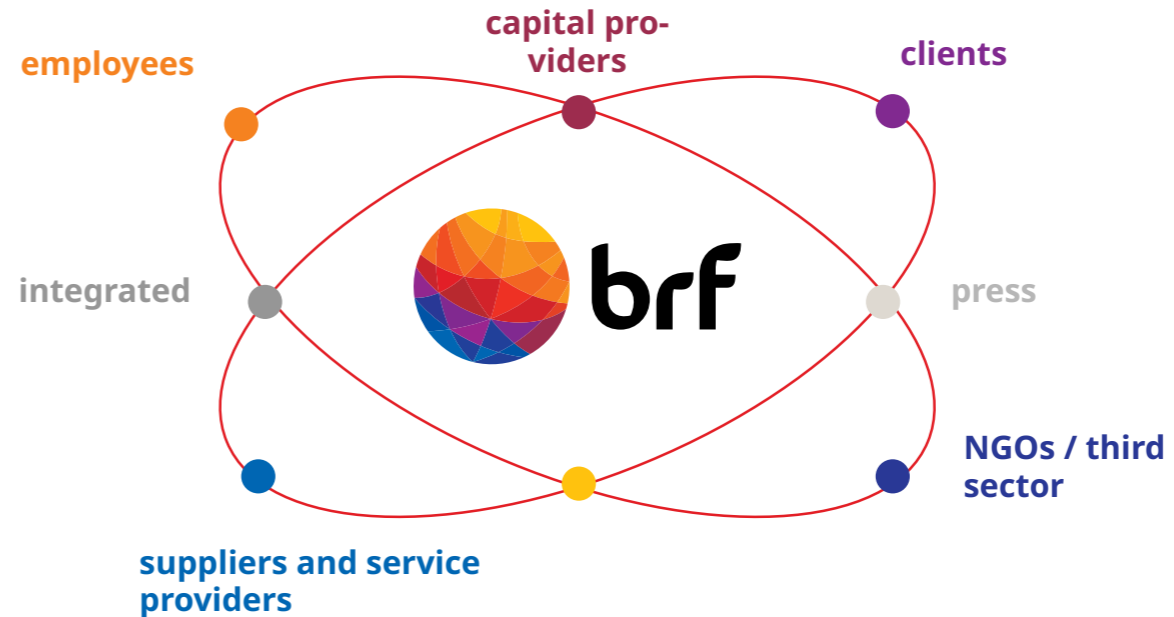 capital pro-
viders
employees
clients
integrated
brf
press
NGOs / third
sector
suppliers and service
providers